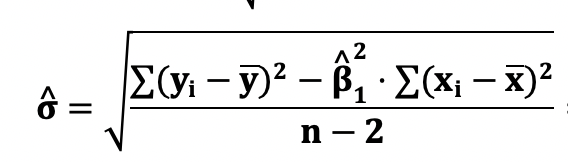 σ̂ = √( (∑(yᵢ − ȳ)² − β̂₁² · ∑(xᵢ − x̄)²) / (n − 2) )